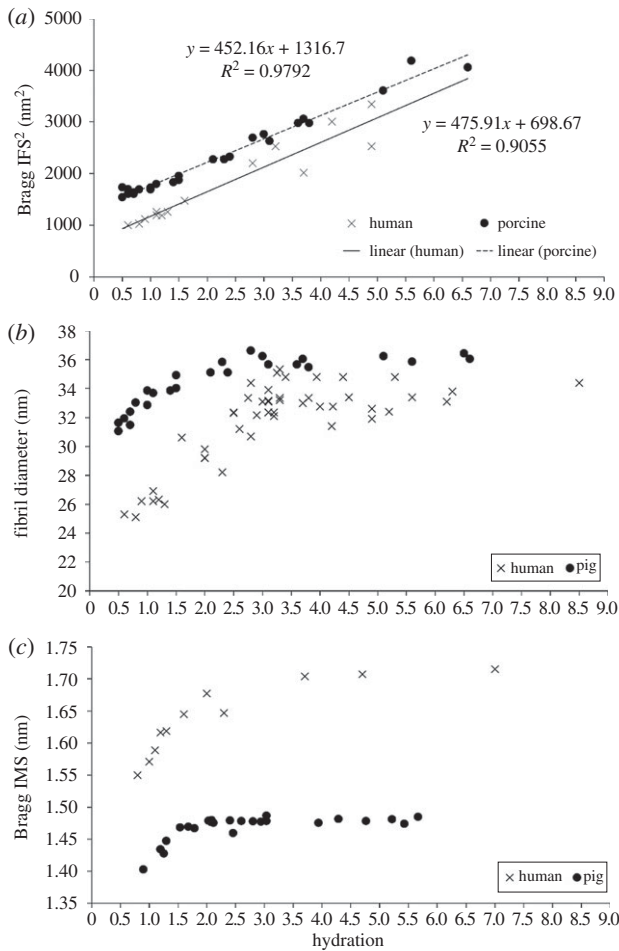 (a)
5000
4000
3000
2000
1000
0
Bragg IFS² (nm²)
y = 452.16x + 1316.7
R² = 0.9792
y = 475.91x + 698.67
R² = 0.9055
human porcine
linear (human) linear (porcine)
0 0.5 1.0 1.5 2.0 2.5 3.0 3.5 4.0 4.5 5.0 5.5 6.0 6.5 7.0 7.5 8.0 8.5
(b)
38
36
34
32
30
28
26
24
22
20
fibril diameter (nm)
human pig
0 0.5 1.0 1.5 2.0 2.5 3.0 3.5 4.0 4.5 5.0 5.5 6.0 6.5 7.0 7.5 8.0 8.5 9.0
(c)
1.75
1.70
1.65
1.60
1.55
1.50
1.45
1.40
1.35
Bragg IMS (nm)
human pig
0 0.5 1.0 1.5 2.0 2.5 3.0 3.5 4.0 4.5 5.0 5.5 6.0 6.5 7.0 7.5 8.0 8.5 9.0
hydration